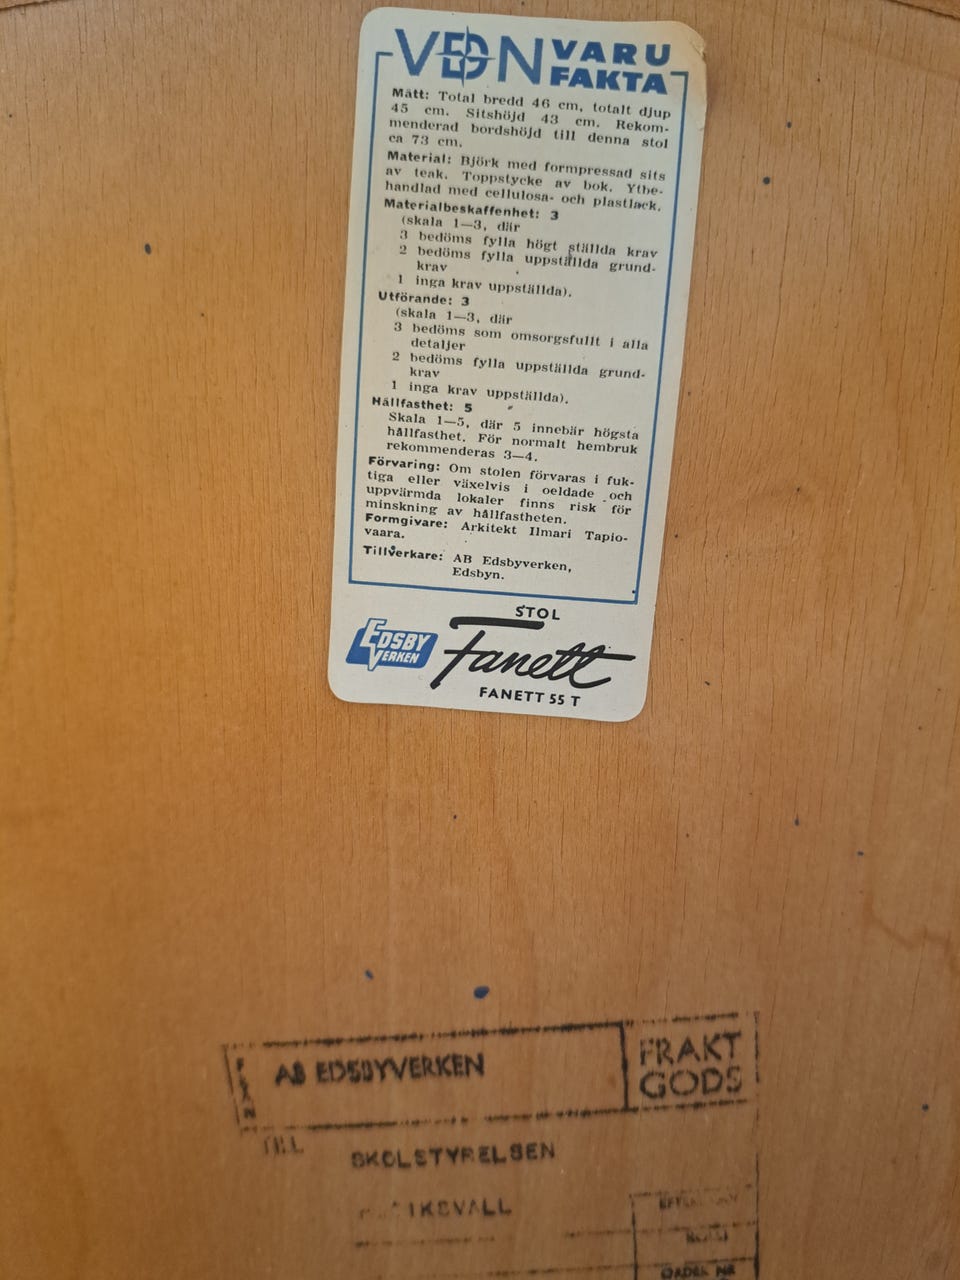 VDN VARU
FAKTA
Mått: Total bredd 46 cm, totalt djup
45 cm. Sitshöjd 43 cm. Rekom-
menderad bordshöjd till denna stol
ca 73 cm.
Material: Björk med formpressad sits
av teak. Toppstycke av bok. Ytbe-
handlad med cellulosa- och plastlack.
Materialbeskaffenhet: 3
(skala 1—3, där
3 bedöms fylla högt ställda krav
2 bedöms fylla uppställda grund-
krav
1 inga krav uppställda).
Utförande: 3
(skala 1—3, där
3 bedöms som omsorgsfullt i alla
detaljer
2 bedöms fylla uppställda grund-
krav
1 inga krav uppställda).
Hållfasthet: 5
Skala 1—5, där 5 innebär högsta
hållfasthet. För normalt hembruk
rekommenderas 3—4.
Förvaring: Om stolen förvaras i fuk-
tiga eller växelvis i oeldade och
uppvärmda lokaler finns risk för
minskning av hållfastheten.
Formgivare: Arkitekt Ilmari Tapio-
vaara.
Tillverkare: AB Edsbyverken,
Edsbyn.
STOL
EDSBY
VERKEN
Fanett
FANETT 55 T
FRÅN
AB EDSBYVERKEN
FRAKT
GODS
TILL
SKOLSTYRELSEN
ORDER NR